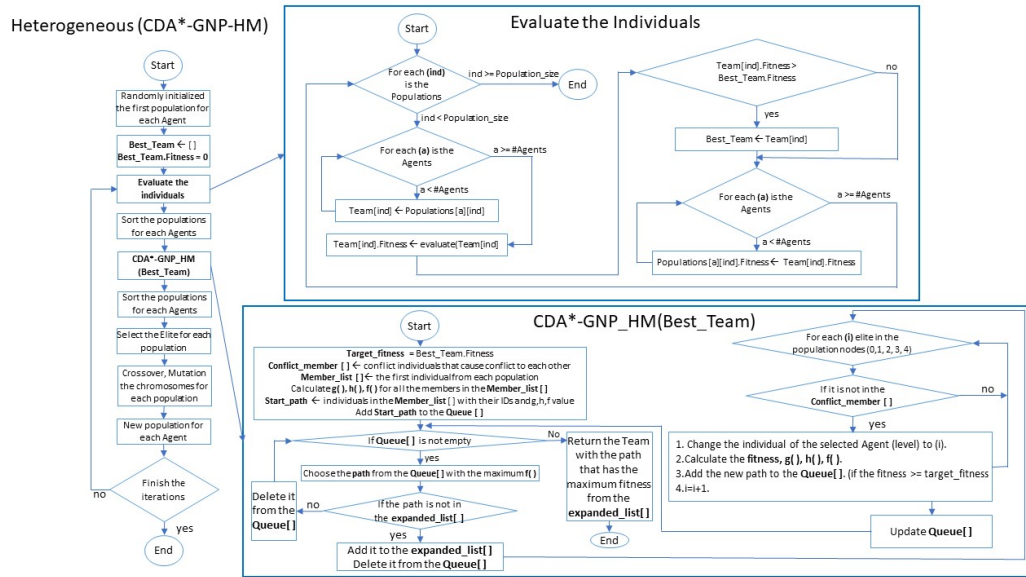 Heterogeneous (CDA*-GNP-HM)
Start
Randomly initialized
the first population for
each Agent
Best_Team ← [ ]
Best_Team.Fitness = 0
Evaluate the
individuals
Sort the populations
for each Agents
CDA*-GNP_HM
(Best_Team)
Sort the populations
for each Agents
Select the Elite for each
population
Crossover, Mutation
the chromosomes for
each population
New population for
each Agent
Finish the
iterations
no
yes
End
Evaluate the Individuals
Start
For each (ind)
is the
Populations
ind >= Population_size
End
ind < Population_size
For each (a) is the
Agents
a >= #Agents
a < #Agents
Team[ind] ← Populations[a][ind]
Team[ind].Fitness ← evaluate(Team[ind]
Team[ind].Fitness>
Best_Team.Fitness
no
yes
Best_Team ← Team[ind]
For each (a) is the
Agents
a >= #Agents
a < #Agents
Populations[a][ind].Fitness ← Team[ind].Fitness
CDA*-GNP_HM(Best_Team)
Start
Target_fitness = Best_Team.Fitness
Conflict_member [ ] ← conflict individuals that cause conflict to each other
Member_list [ ] ← the first individual from each population
Calculate g( ), h( ), f( ) for all the members in the Member_list [ ]
Start_path ← individuals in the Member_list [ ] with their IDs and g,h,f value
Add Start_path to the Queue [ ]
If Queue[ ] is not empty
No
yes
Choose the path from the Queue[ ] with the maximum f( )
If the path is not in
the expanded_list[ ]
no
Delete it
from the
Queue[ ]
yes
Add it to the expanded_list[ ]
Delete it from the Queue[ ]
Return the Team
with the path
that has the
maximum fitness
from the
expanded_list[ ]
End
For each (i) elite in the
population nodes (0,1, 2, 3, 4)
If it is not in the
Conflict_member [ ]
no
yes
1. Change the individual of the selected Agent (level) to (i).
2.Calculate the fitness, g( ), h( ), f( ).
3.Add the new path to the Queue[ ]. (if the fitness >= target_fitness
4.i=i+1.
Update Queue[ ]